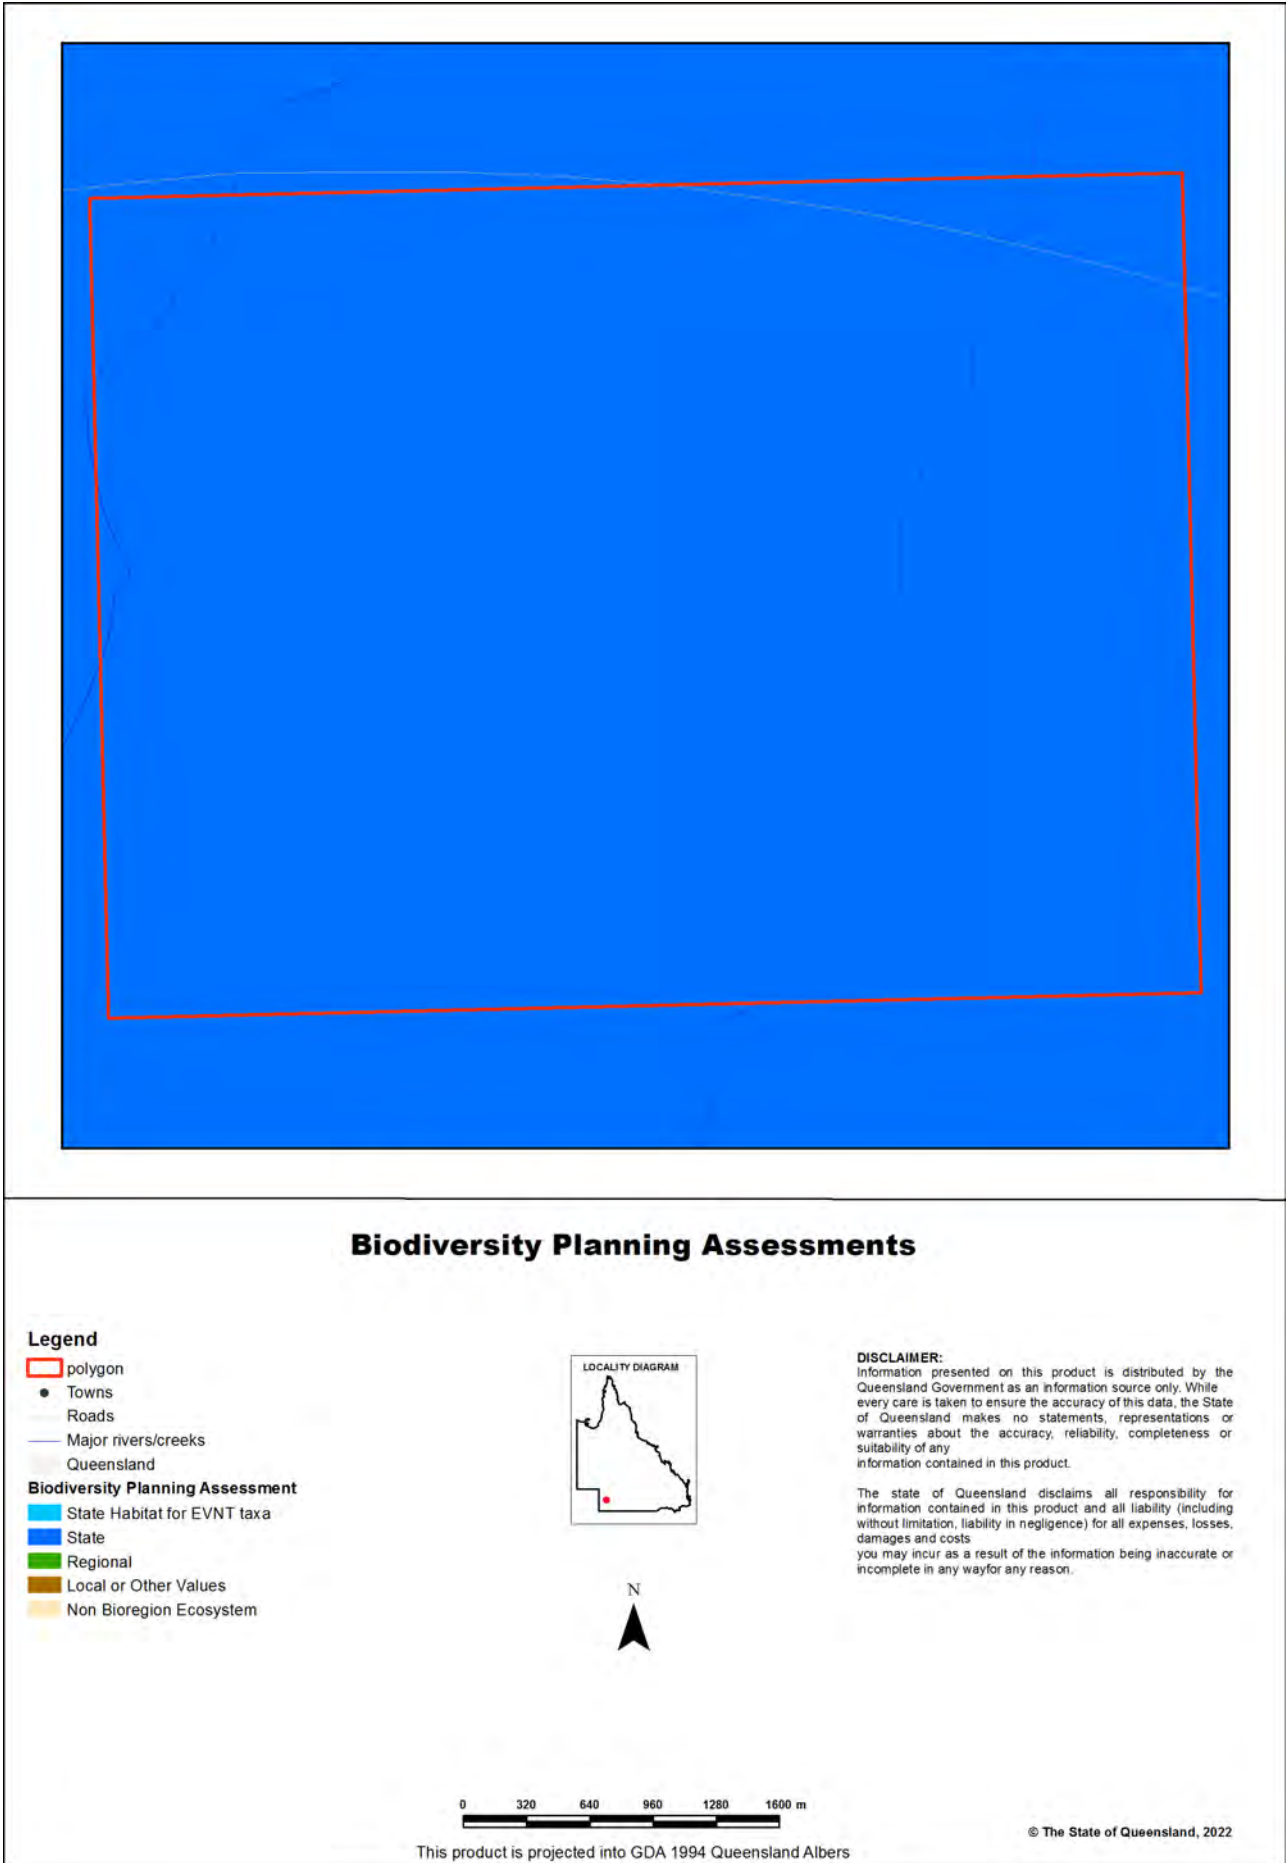 Biodiversity Planning Assessments
Legend
polygon
Towns
Roads
Major rivers/creeks
Queensland
Biodiversity Planning Assessment
State Habitat for EVNT taxa
State
Regional
Local or Other Values
Non Bioregion Ecosystem
LOCALITY DIAGRAM
N
DISCLAIMER:
Information presented on this product is distributed by the
Queensland Government as an information source only. While
every care is taken to ensure the accuracy of this data, the State
of Queensland makes no statements, representations or
warranties about the accuracy, reliability, completeness or
suitability of any
information contained in this product.
The state of Queensland disclaims all responsibility for
information contained in this product and all liability (including
without limitation, liability in negligence) for all expenses, losses,
damages and costs
you may incur as a result of the information being inaccurate or
incomplete in any wayfor any reason.
0 320 640 960 1280 1600 m
This product is projected into GDA 1994 Queensland Albers
© The State of Queensland, 2022